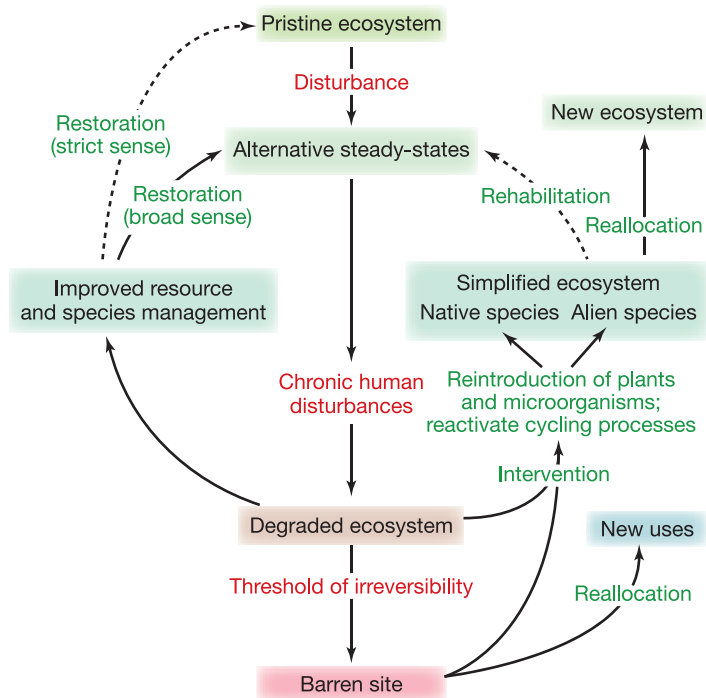 Pristine ecosystem
Disturbance
New ecosystem
Restoration
(strict sense)
Alternative steady-states
Restoration
(broad sense)
Rehabilitation
Reallocation
Improved resource
and species management
Simplified ecosystem
Native species Alien species
Chronic human
disturbances
Reintroduction of plants
and microorganisms;
reactivate cycling processes
Intervention
Degraded ecosystem
New uses
Threshold of irreversibility
Reallocation
Barren site